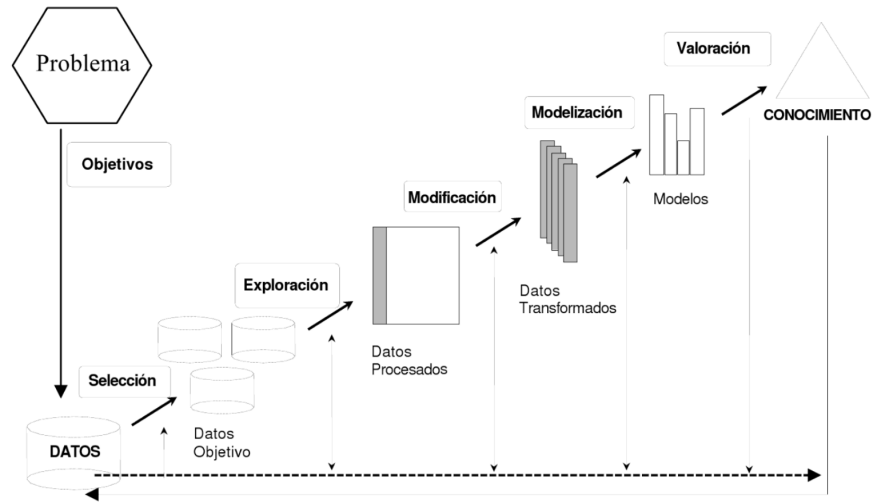 Problema
Objetivos
DATOS
Selección
Datos
Objetivo
Exploración
Datos
Procesados
Modificación
Datos
Transformados
Modelización
Modelos
Valoración
CONOCIMIENTO